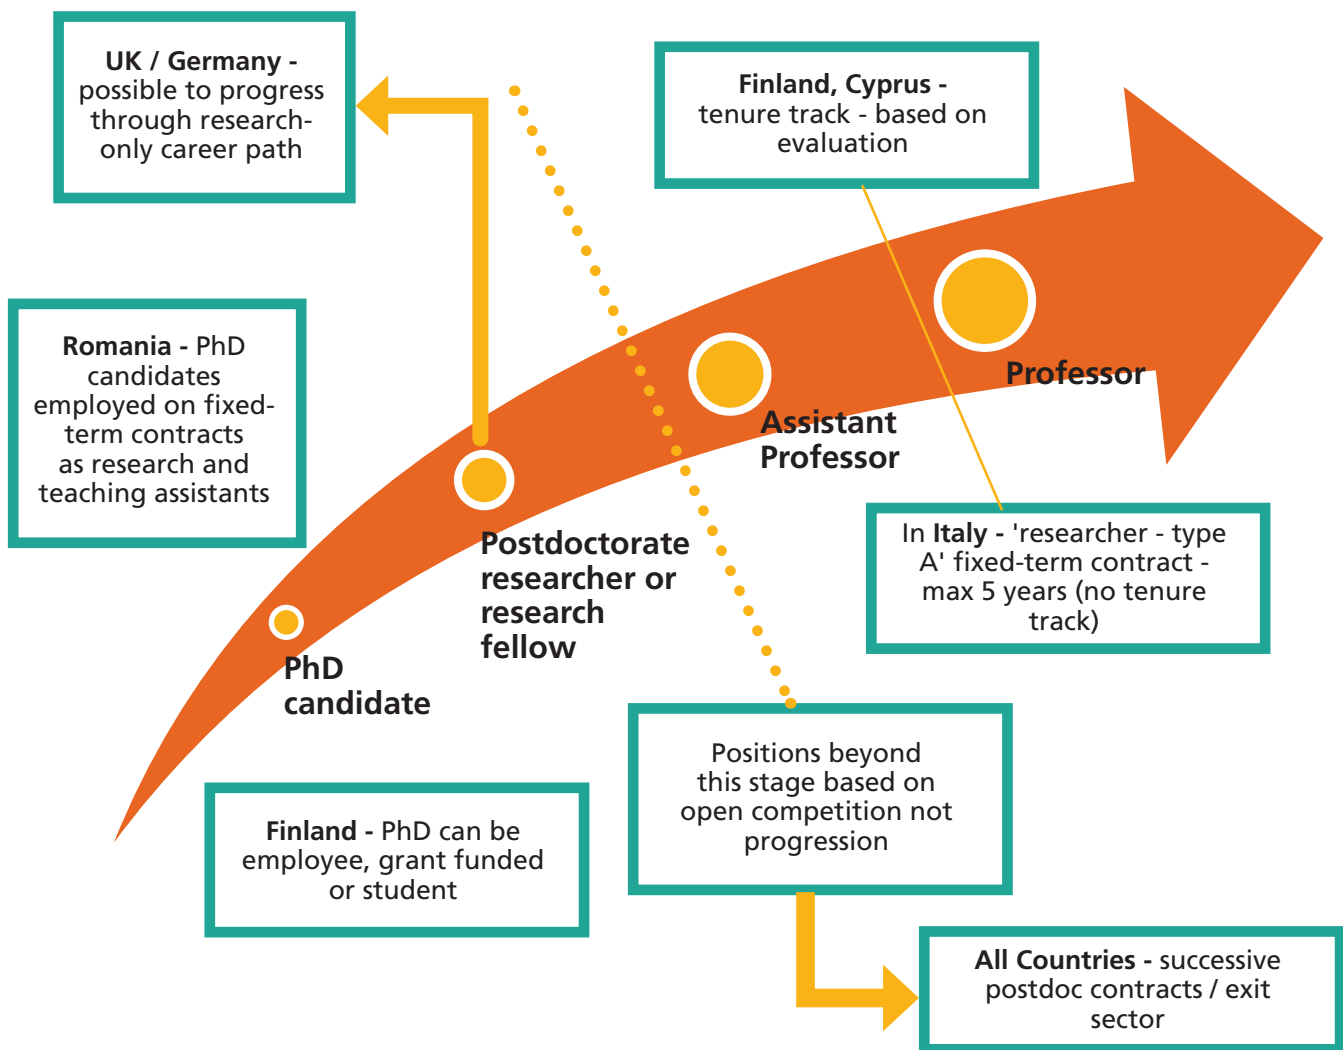 UK / Germany -
possible to progress
through research-
only career path
Finland, Cyprus -
tenure track - based on
evaluation
Romania - PhD
candidates
employed on fixed-
term contracts
as research and
teaching assistants
Professor
Assistant
Professor
In Italy - 'researcher - type
A' fixed-term contract -
max 5 years (no tenure
track)
Postdoctorate
researcher or
research
fellow
PhD
candidate
Positions beyond
this stage based on
open competition not
progression
Finland - PhD can be
employee, grant funded
or student
All Countries - successive
postdoc contracts / exit
sector